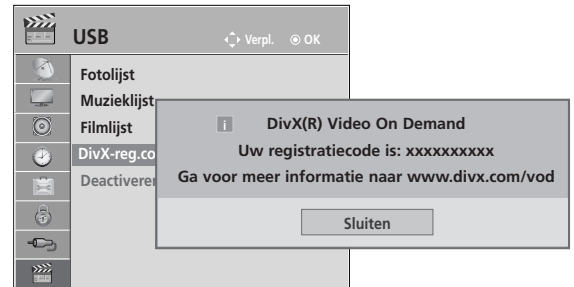 USB
Verpl. OK
Fotolijst
Muzieklijst
Filmlijst
DivX-reg.co
Deactiveren
i DivX(R) Video On Demand
Uw registratiecode is: xxxxxxxxxx
Ga voor meer informatie naar www.divx.com/vod
Sluiten